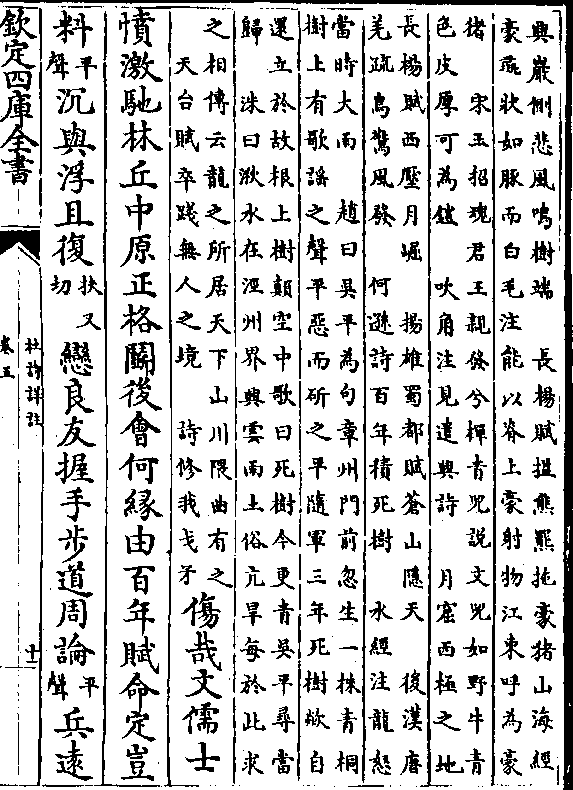 興嚴惻悲風鳴樹端　長楊賦搤熊羆拖豪猪山海經
豪彘狀如豚而白毛注能以脊上豪射物江東呼為豪
猪　宋玉招魂君王親發兮憚青兕說文兕如野牛青
色皮厚可為鎧　吹角注見遣興詩　月窟西極之地
長楊賦西壓月崛　揚雄蜀都賦蒼山隱天　後漢唐
羌疏鳥驚風發　何遜詩百年積死樹　水經注龍怒
當時大雨　趙曰吳平為句章州門前忽生一株青桐
樹上有歌謠之聲平惡而斫之平隨軍三年死樹欻自
還立於故根上樹顛空中歌曰死樹今更青吳平尋當
歸　洙曰湫水在涇州界興雲雨土俗亢旱每於此求
之相傳云龍之所居天下山川隈曲有之
天台賦卒踐無人之境　詩修我戈矛
傷哉文儒士
憤激馳林丘中原正格鬬後會何緣由百年賦命定豈
料平聲沉與浮且復扶又切戀良友握手步道周論平聲兵遠
欽定四庫全書
杜詩詳註
卷五
十二